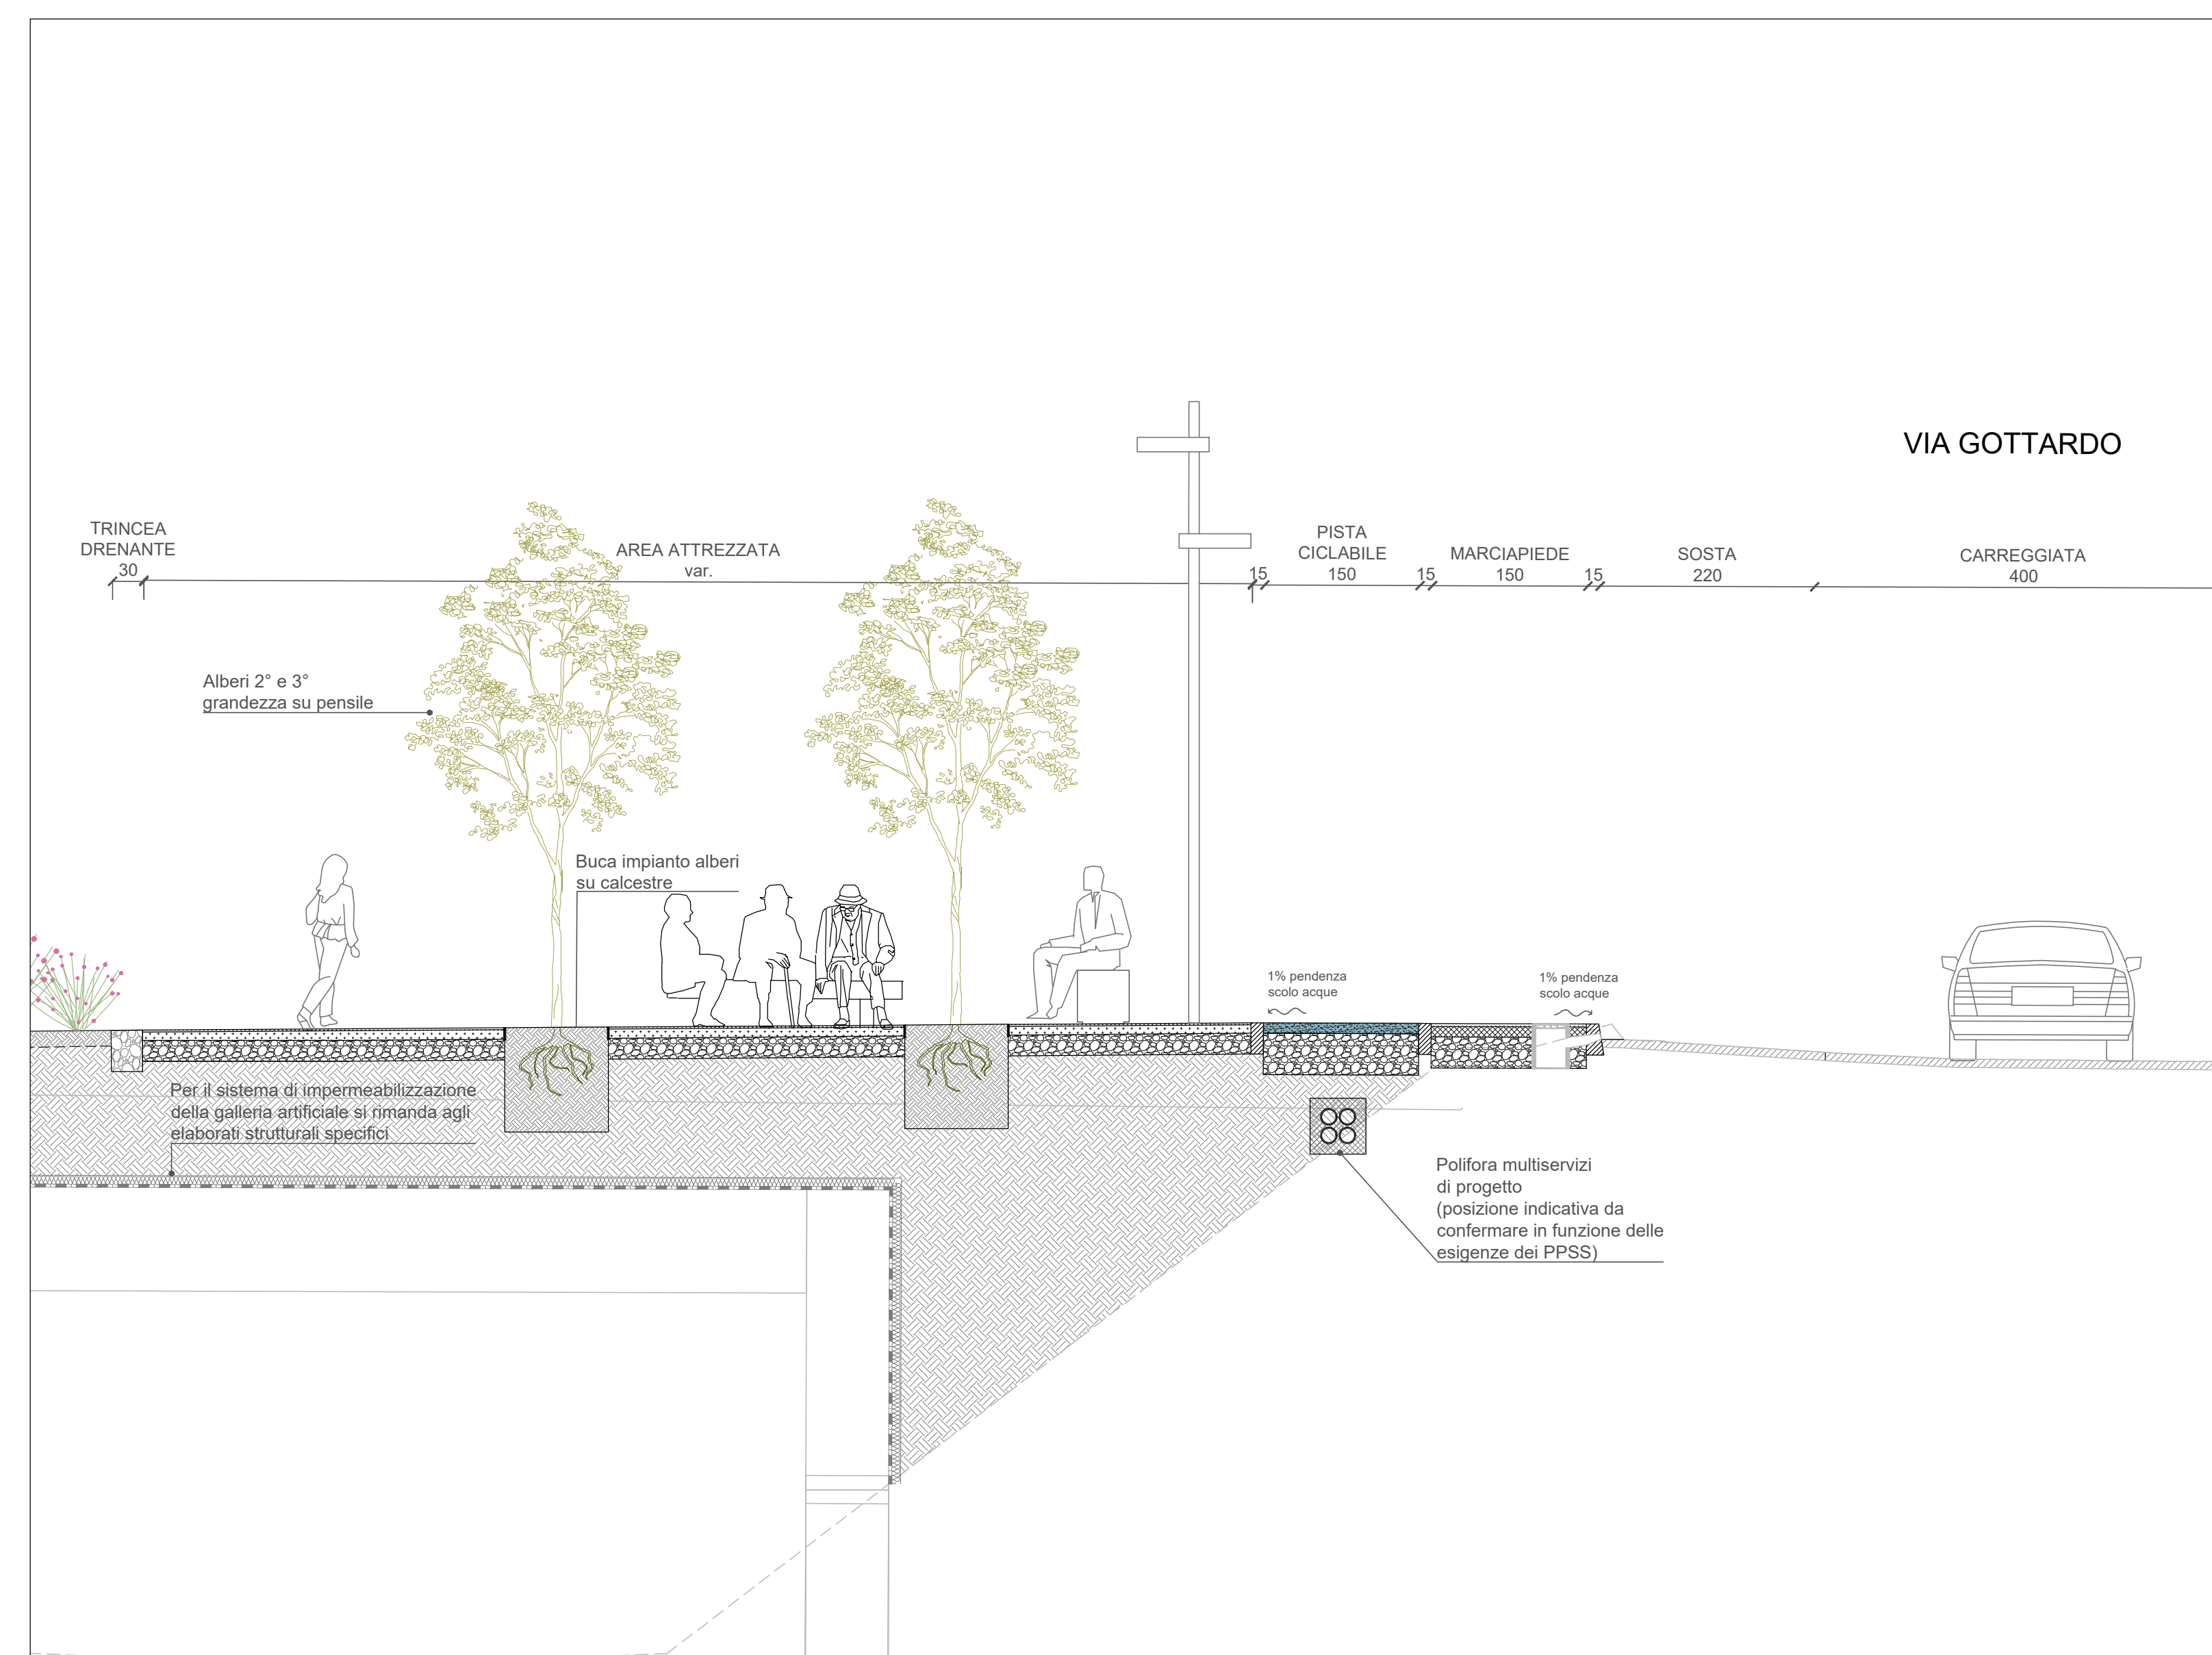 VIA GOTTARDO
TRINCEA
DRENANTE
30
AREA ATTREZZATA
var.
15
PISTA
CICLABILE
150
15
MARCIAPIEDE
150
15
SOSTA
220
CARREGGIATA
400
Alberi 2° e 3°
grandezza su pensile
Buca impianto alberi
su calcestre
1% pendenza
scolo acque
1% pendenza
scolo acque
Per il sistema di impermeabilizzazione
della galleria artificiale si rimanda agli
elaborati strutturali specifici
Polifora multiservizi
di progetto
(posizione indicativa da
confermare in funzione delle
esigenze dei PPSS)